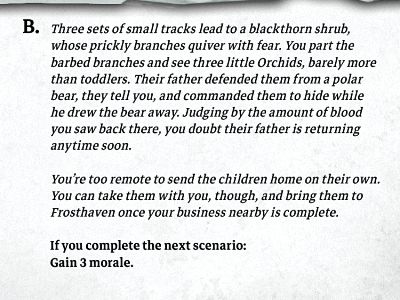 B. Three sets of small tracks lead to a blackthorn shrub,
whose prickly branches quiver with fear. You part the
barbed branches and see three little Orchids, barely more
than toddlers. Their father defended them from a polar
bear, they tell you, and commanded them to hide while
he drew the bear away. Judging by the amount of blood
you saw back there, you doubt their father is returning
anytime soon.
You’re too remote to send the children home on their own.
You can take them with you, though, and bring them to
Frosthaven once your business nearby is complete.
If you complete the next scenario:
Gain 3 morale.